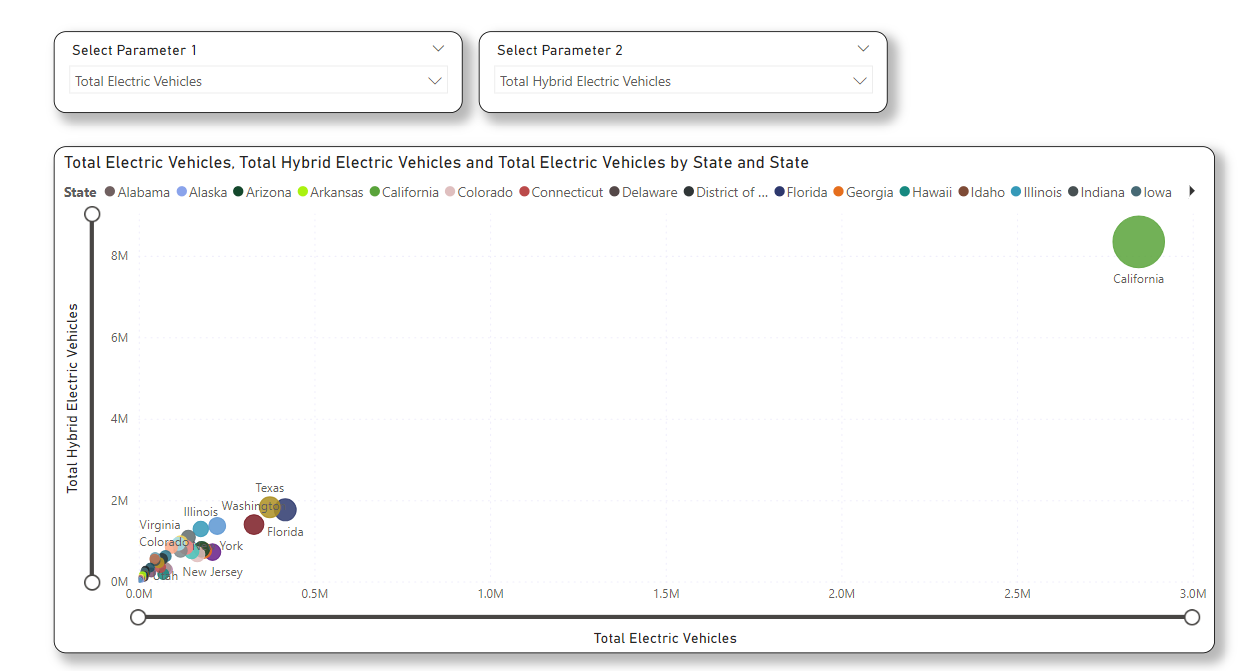 Select Parameter 1
Select Parameter 2
Total Electric Vehicles
Total Hybrid Electric Vehicles
Total Electric Vehicles, Total Hybrid Electric Vehicles and Total Electric Vehicles by State and State
State Alabama Alaska Arizona Arkansas California Colorado Connecticut Delaware District of ... Florida Georgia Hawaii Idaho Illinois Indiana Iowa
8M
California
6M
Total Hybrid Electric Vehicles
4M
Texas
2M
Illinois
Washington
Virginia
Florida
Colorado
York
New Jersey
Utah
0M
0.0M 0.5M 1.0M 1.5M 2.0M 2.5M 3.0M
Total Electric Vehicles